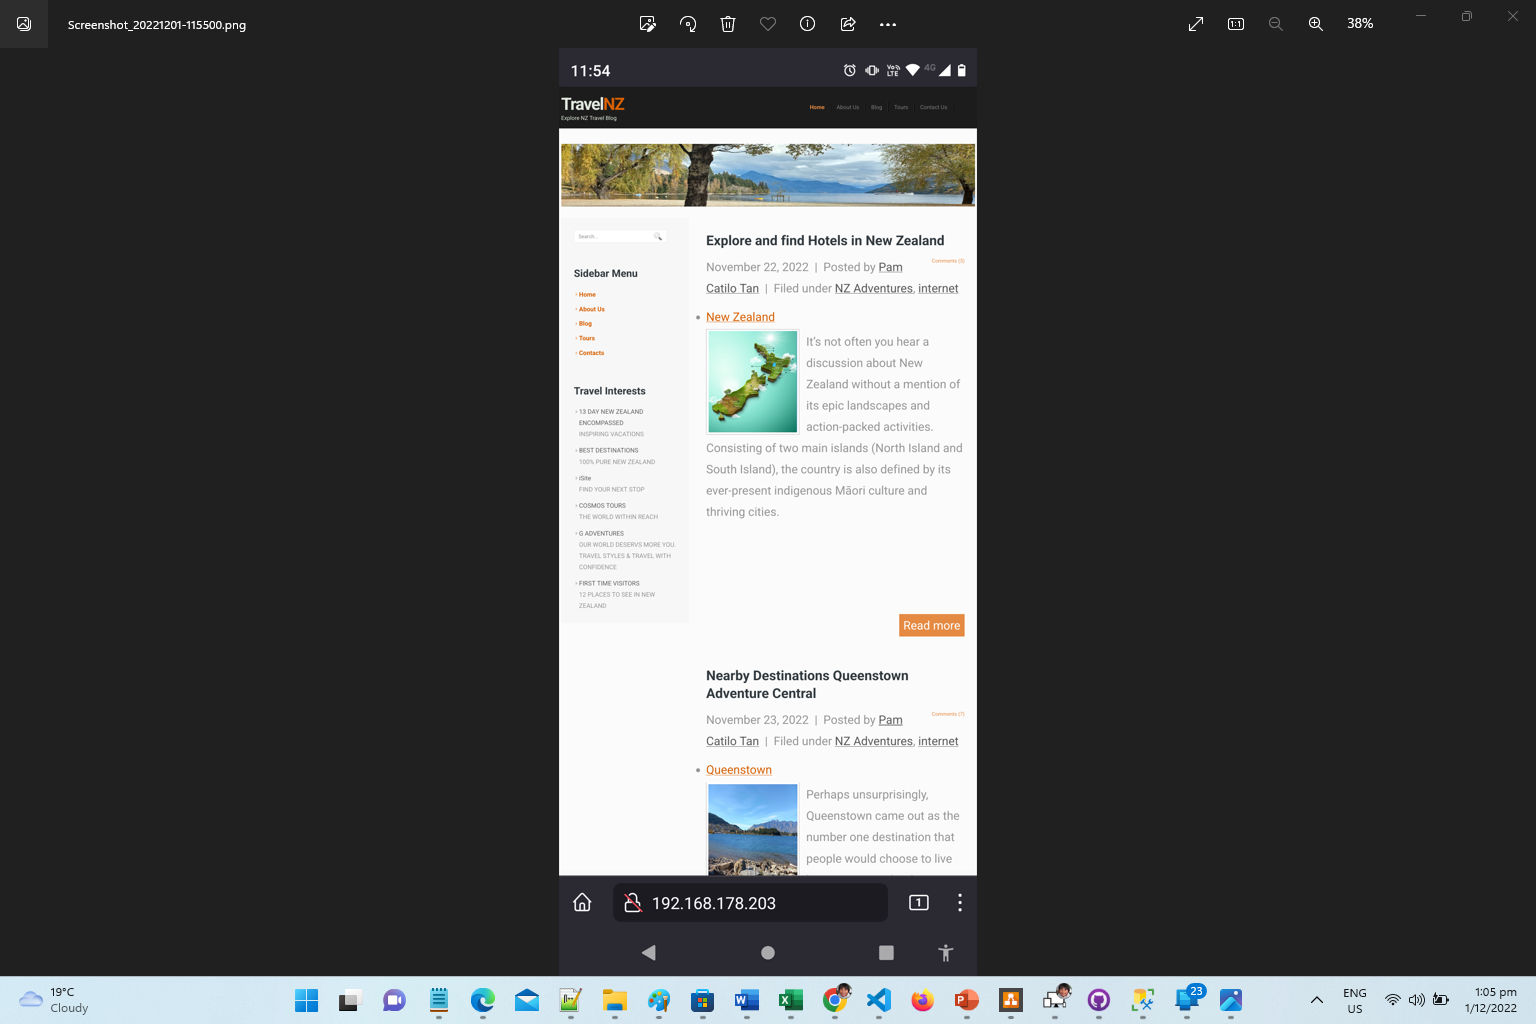 Screenshot_20221201-115500.png
38%
11:54
Vo
LTE
4G
TravelNZ
Explore NZ Travel Blog
Home
About Us
Blog
Tours
Contact Us
Search...
Sidebar Menu
Home
About Us
Blog
Tours
Contacts
Travel Interests
13 DAY NEW ZEALAND
ENCOMPASSED
INSPIRING VACATIONS
BEST DESTINATIONS
100% PURE NEW ZEALAND
iSite
FIND YOUR NEXT STOP
COSMOS TOURS
THE WORLD WITHIN REACH
G ADVENTURES
OUR WORLD DESERVS MORE YOU
TRAVEL STYLES & TRAVEL WITH
CONFIDENCE
FIRST TIME VISITORS
12 PLACES TO SEE IN NEW
ZEALAND
Explore and find Hotels in New Zealand
Comments (3)
November 22, 2022 | Posted by Pam
Catilo Tan | Filed under NZ Adventures, internet
New Zealand
It's not often you hear a
discussion about New
Zealand without a mention of
its epic landscapes and
action-packed activities.
Consisting of two main islands (North Island and
South Island), the country is also defined by its
ever-present indigenous Māori culture and
thriving cities.
Read more
Nearby Destinations Queenstown
Adventure Central
Comments (7)
November 23, 2022 | Posted by Pam
Catilo Tan | Filed under NZ Adventures, internet
Queenstown
Perhaps unsurprisingly,
Queenstown came out as the
number one destination that
people would choose to live
1
192.168.178.203
19°C
Cloudy
23
ENG
US
1:05 pm
1/12/2022